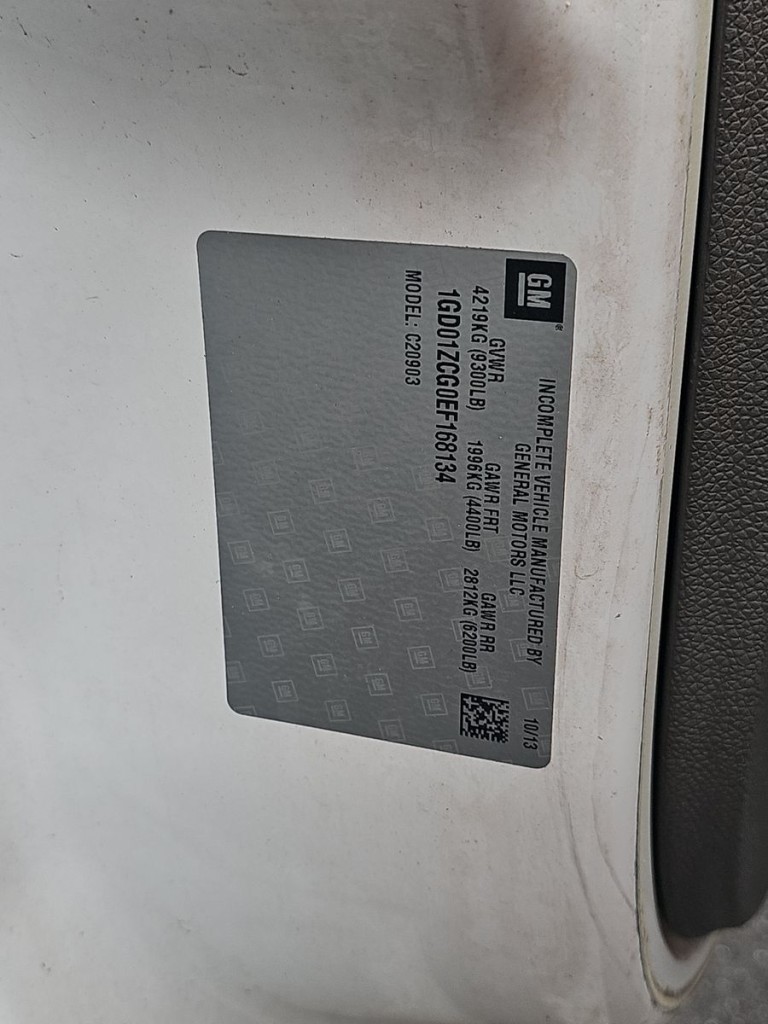 GM
INCOMPLETE VEHICLE MANUFACTURED BY
GENERAL MOTORS LLC
10/13
GVWR GAWR FRT GAWR RR
4219KG (9300LB) 1996KG (4400LB) 2812KG (6200LB)
1GD01ZCG0EF168134
MODEL: C20903